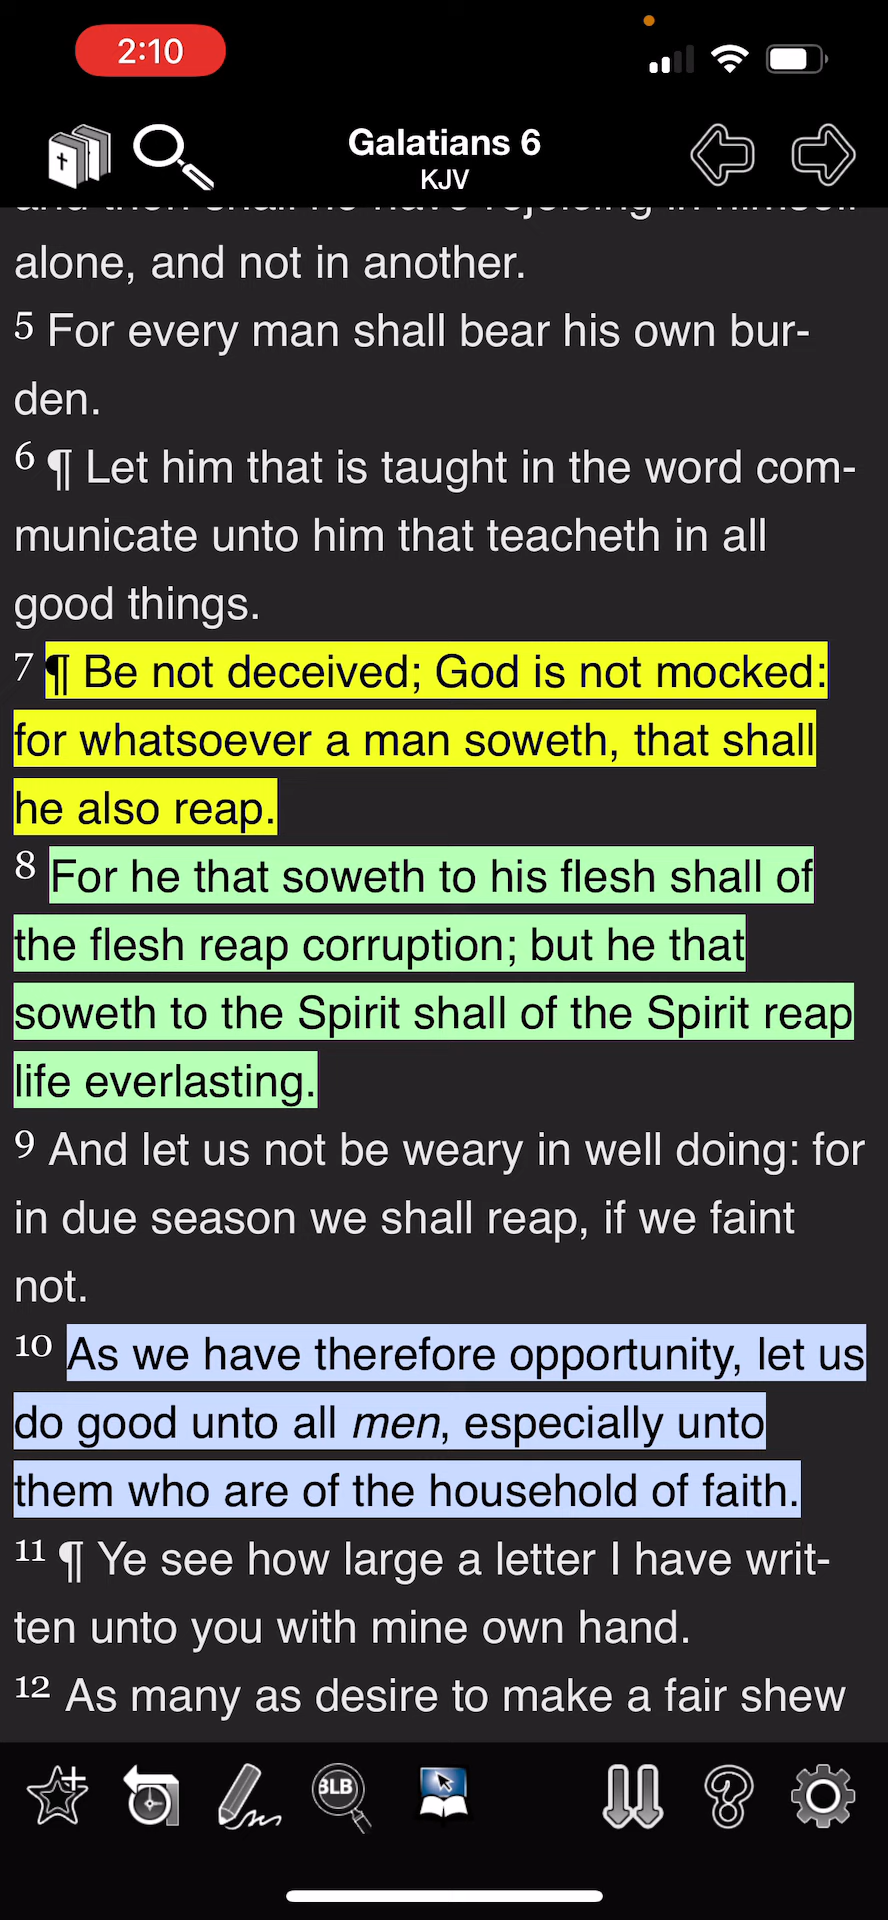 2:10
Galatians 6
KJV
alone, and not in another.
5 For every man shall bear his own bur-
den.
6 ¶ Let him that is taught in the word com-
municate unto him that teacheth in all
good things.
7 ¶ Be not deceived; God is not mocked:
for whatsoever a man soweth, that shall
he also reap.
8 For he that soweth to his flesh shall of
the flesh reap corruption; but he that
soweth to the Spirit shall of the Spirit reap
life everlasting.
9 And let us not be weary in well doing: for
in due season we shall reap, if we faint
not.
10 As we have therefore opportunity, let us
do good unto all men, especially unto
them who are of the household of faith.
11 ¶ Ye see how large a letter I have writ-
ten unto you with mine own hand.
12 As many as desire to make a fair shew
BLB